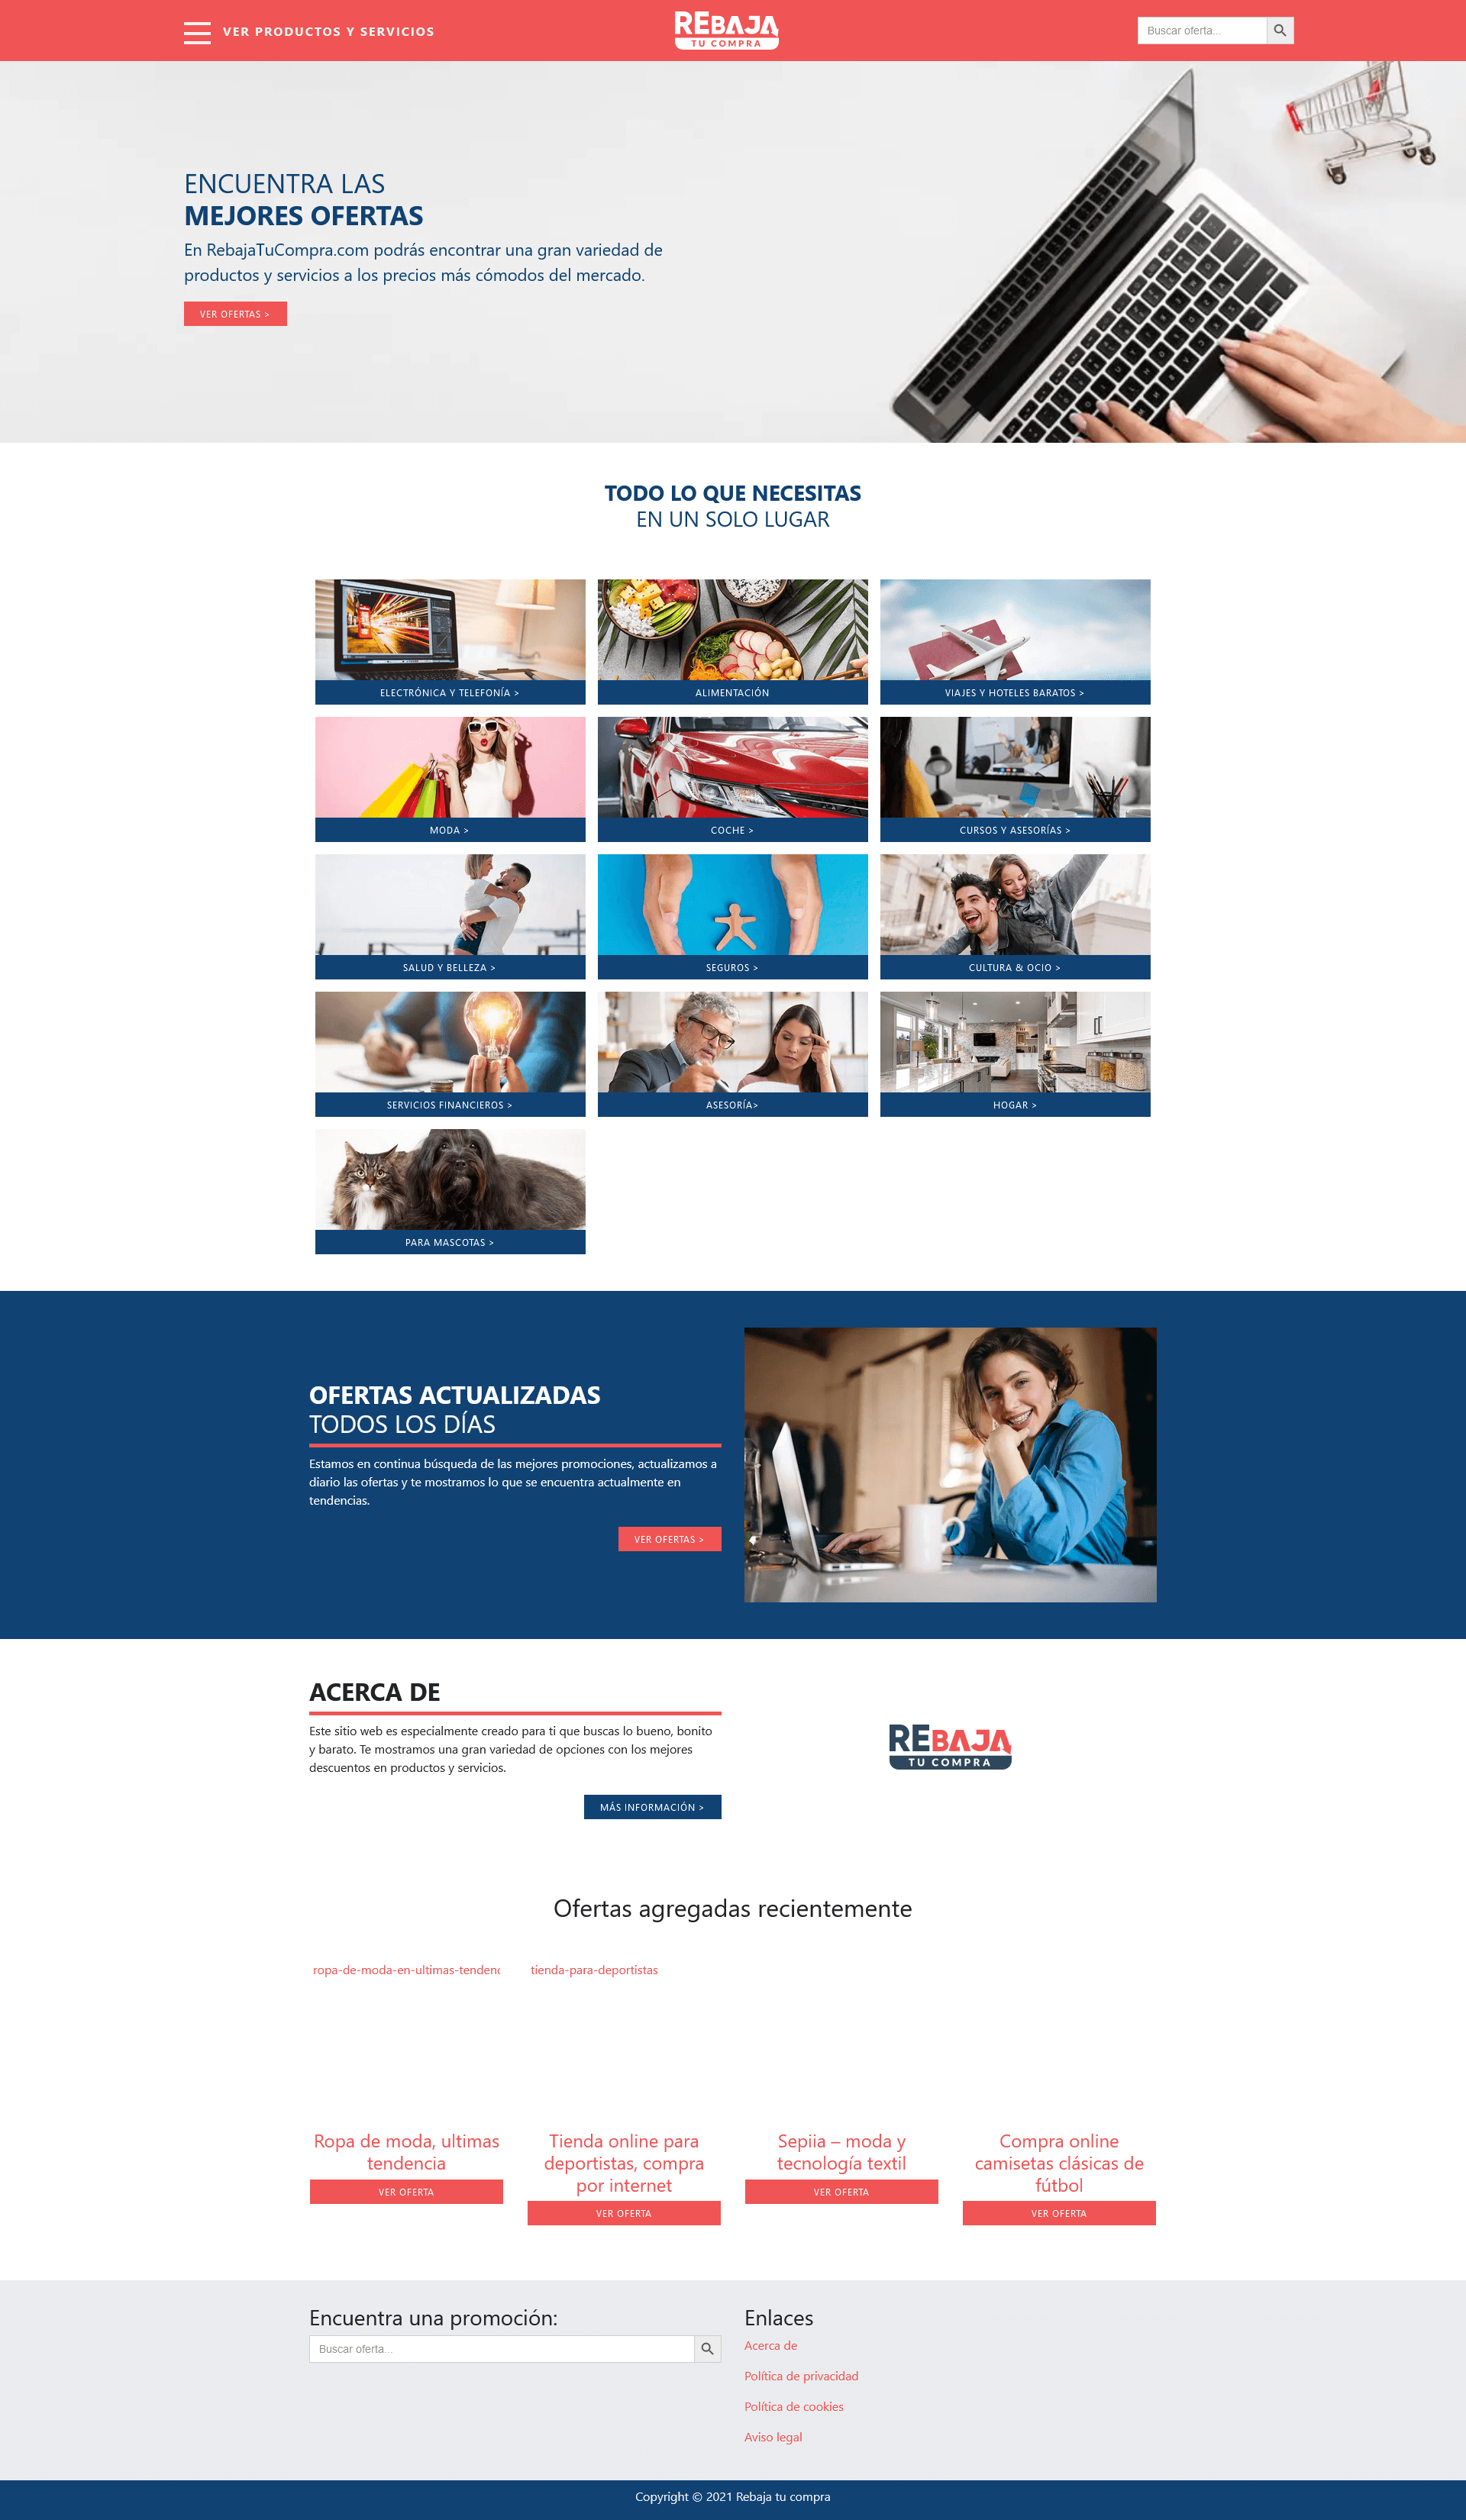 VER PRODUCTOS Y SERVICIOS
REBAJA
TU COMPRA
Buscar oferta...
ENCUENTRA LAS
MEJORES OFERTAS
En RebajaTuCompra.com podrás encontrar una gran variedad de
productos y servicios a los precios más cómodos del mercado.
VER OFERTAS >
TODO LO QUE NECESITAS
EN UN SOLO LUGAR
ELECTRÓNICA Y TELEFONÍA >
ALIMENTACIÓN
VIAJES Y HOTELES BARATOS >
MODA >
COCHE >
CURSOS Y ASESORÍAS >
SALUD Y BELLEZA >
SEGUROS >
CULTURA & OCIO >
SERVICIOS FINANCIEROS >
ASESORÍA>
HOGAR >
PARA MASCOTAS >
OFERTAS ACTUALIZADAS
TODOS LOS DÍAS
Estamos en continua búsqueda de las mejores promociones, actualizamos a
diario las ofertas y te mostramos lo que se encuentra actualmente en
tendencias.
VER OFERTAS >
ACERCA DE
Este sitio web es especialmente creado para ti que buscas lo bueno, bonito
y barato. Te mostramos una gran variedad de opciones con los mejores
descuentos en productos y servicios.
MÁS INFORMACIÓN >
REBAJA
TU COMPRA
Ofertas agregadas recientemente
ropa-de-moda-en-ultimas-tendenc
tienda-para-deportistas
Ropa de moda, ultimas
tendencia
VER OFERTA
Tienda online para
deportistas, compra
por internet
VER OFERTA
Sepiia – moda y
tecnología textil
VER OFERTA
Compra online
camisetas clásicas de
fútbol
VER OFERTA
Encuentra una promoción:
Buscar oferta...
Enlaces
Acerca de
Política de privacidad
Política de cookies
Aviso legal
Copyright © 2021 Rebaja tu compra